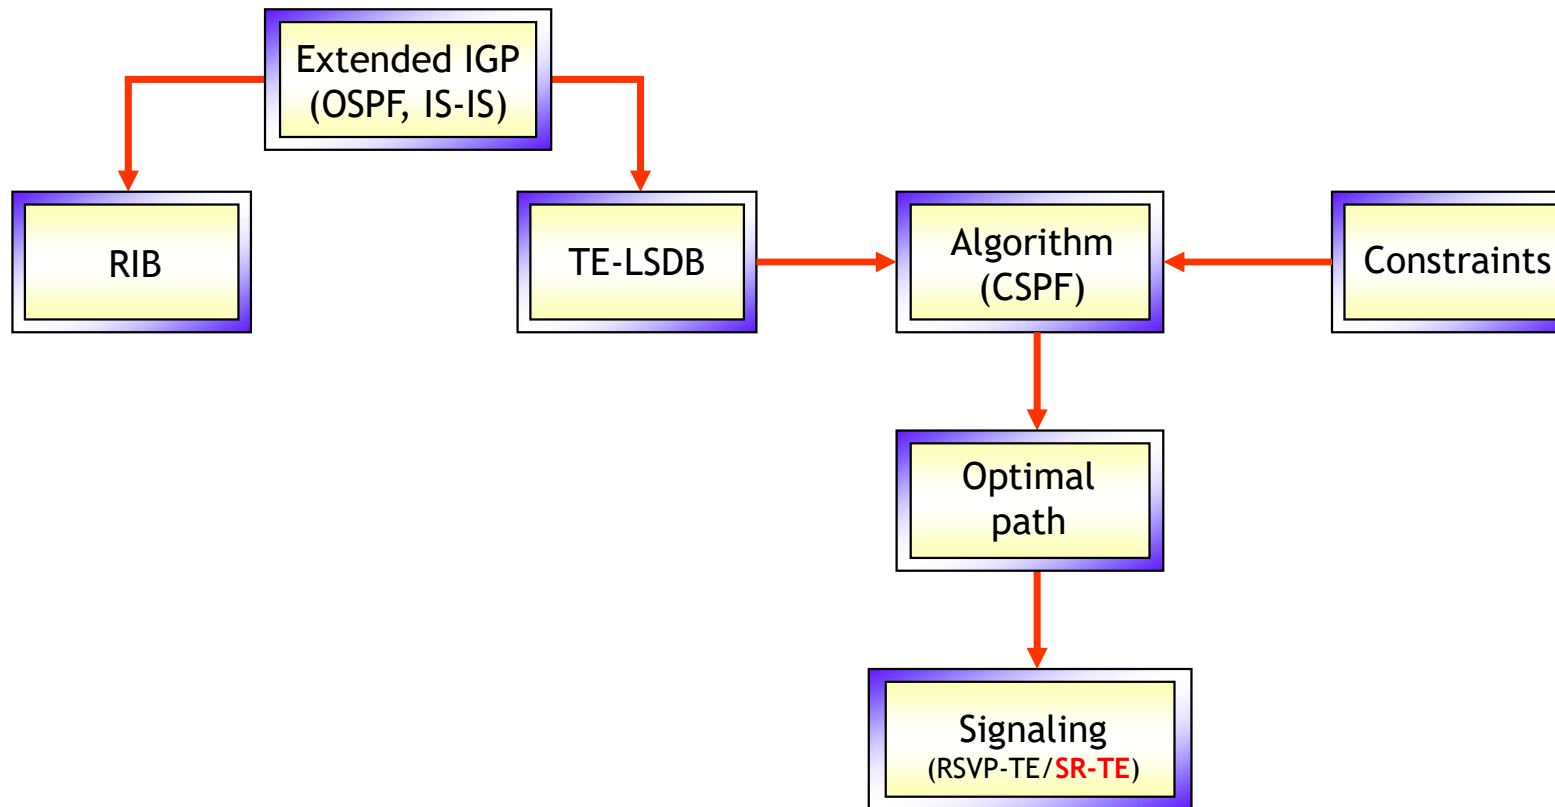 Extended IGP
(OSPF, IS-IS)
RIB
TE-LSDB
Algorithm
(CSPF)
Constraints
Optimal
path
Signaling
(RSVP-TE/SR-TE)